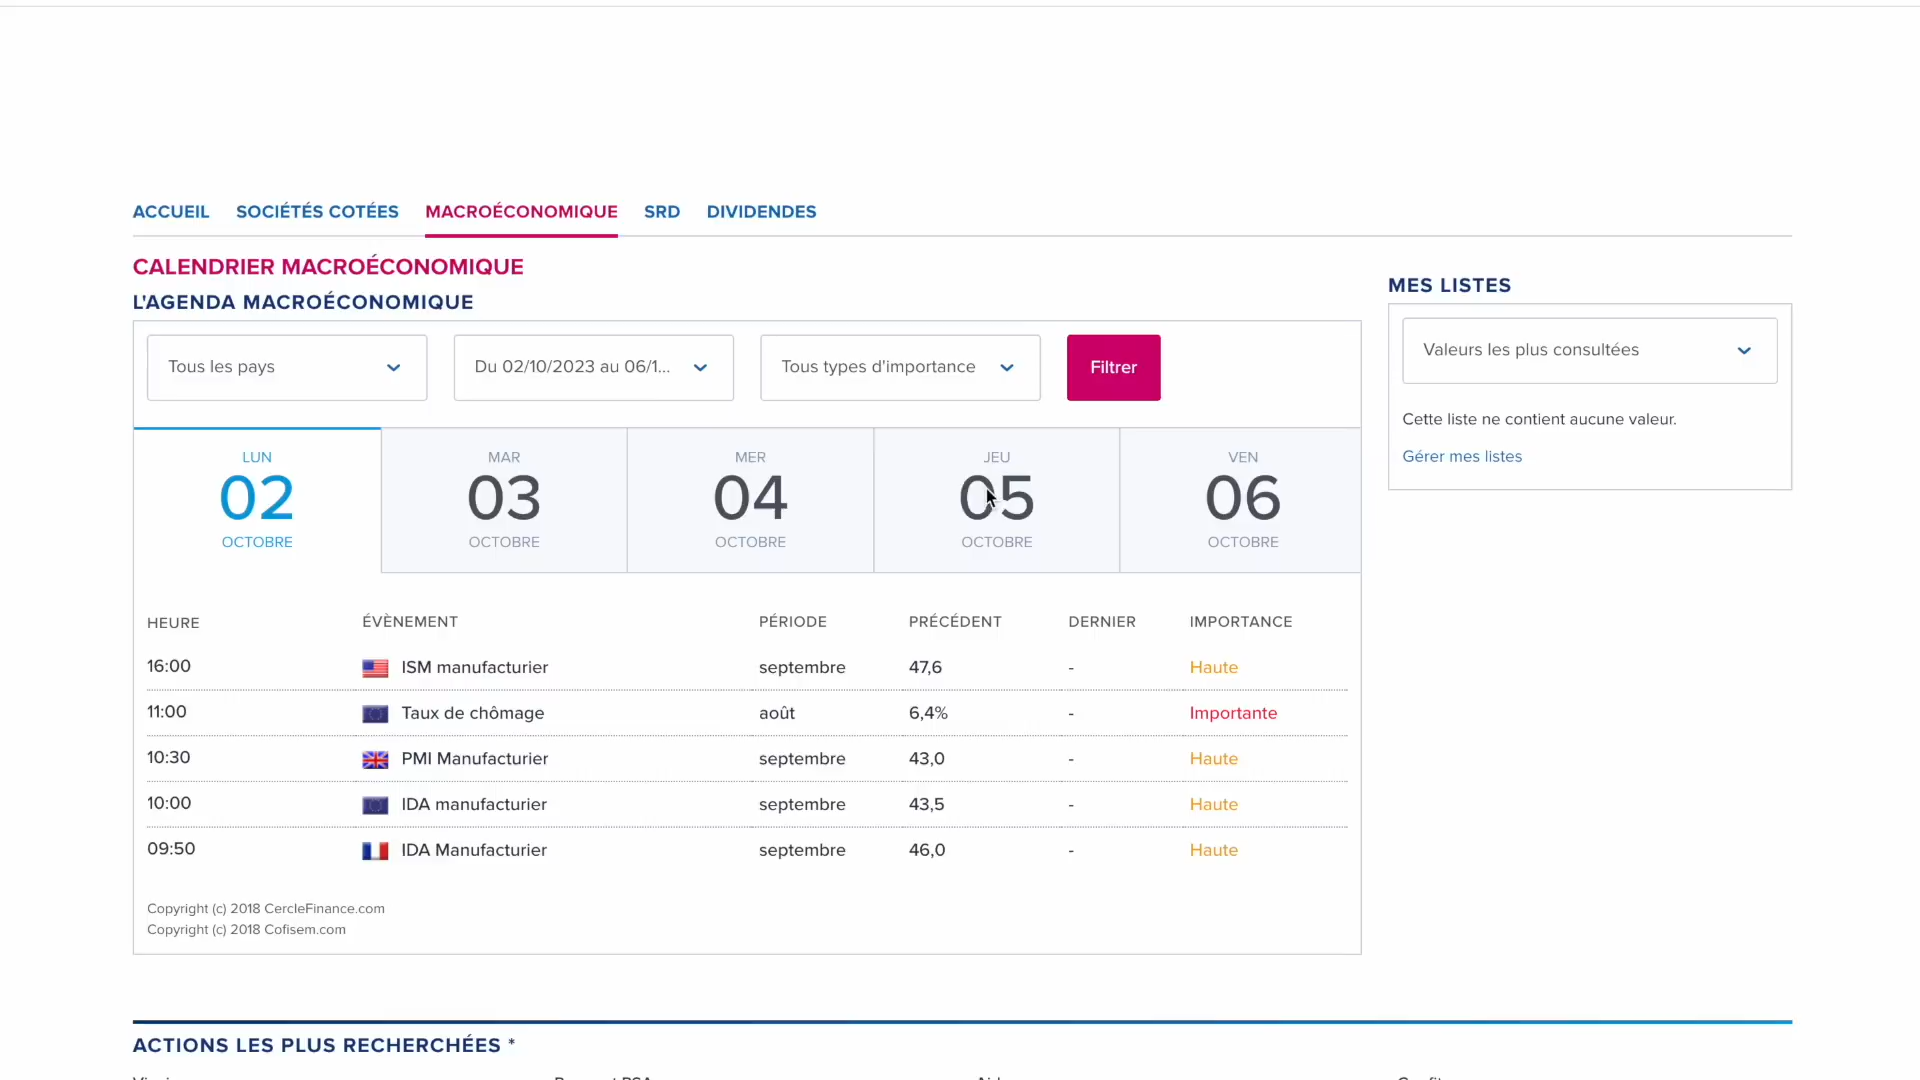 ACCUEIL SOCIÉTÉS COTÉES MACROÉCONOMIQUE SRD DIVIDENDES
CALENDRIER MACROÉCONOMIQUE
L'AGENDA MACROÉCONOMIQUE
Tous les pays Du 02/10/2023 au 06/1... Tous types d'importance Filtrer
LUN MAR MER JEU VEN
02 03 04 05 06
OCTOBRE OCTOBRE OCTOBRE OCTOBRE OCTOBRE
HEURE ÉVÈNEMENT PÉRIODE PRÉCÉDENT DERNIER IMPORTANCE
16:00 ISM manufacturier septembre 47,6 - Haute
11:00 Taux de chômage août 6,4% - Importante
10:30 PMI Manufacturier septembre 43,0 - Haute
10:00 IDA manufacturier septembre 43,5 - Haute
09:50 IDA Manufacturier septembre 46,0 - Haute
Copyright (c) 2018 CercleFinance.com
Copyright (c) 2018 Cofisem.com
MES LISTES
Valeurs les plus consultées
Cette liste ne contient aucune valeur.
Gérer mes listes
ACTIONS LES PLUS RECHERCHÉES *